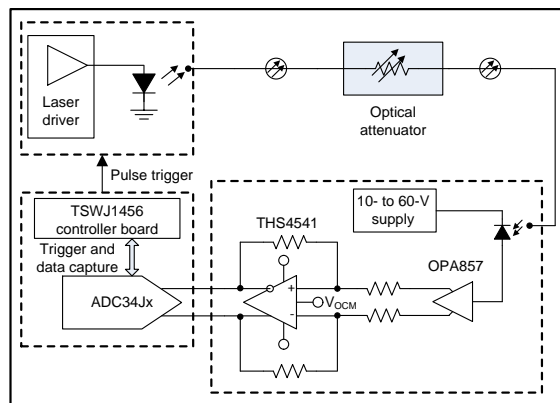 Laser
driver
Optical
attenuator
Pulse trigger
TSWJ1456
controller board
Trigger and
data capture
ADC34Jx
THS4541
+
-
VOCM
10- to 60-V
supply
OPA857